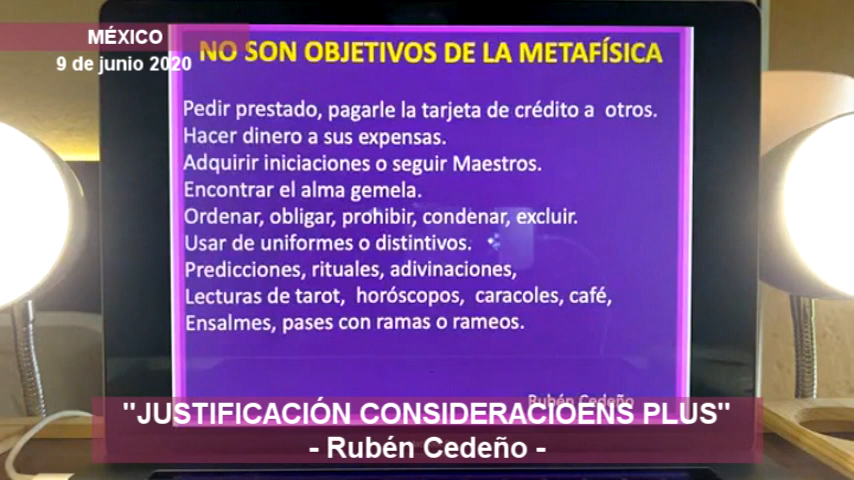 MÉXICO
9 de junio 2020
NO SON OBJETIVOS DE LA METAFÍSICA
Pedir prestado, pagarle la tarjeta de crédito a otros.
Hacer dinero a sus expensas.
Adquirir iniciaciones o seguir Maestros.
Encontrar el alma gemela.
Ordenar, obligar, prohibir, condenar, excluir.
Usar de uniformes o distintivos.
Predicciones, rituales, adivinaciones,
Lecturas de tarot, horóscopos, caracoles, café,
Ensalmes, pases con ramas o rameos.
Rubén Cedeño
"JUSTIFICACIÓN CONSIDERACIOENS PLUS"
- Rubén Cedeño -